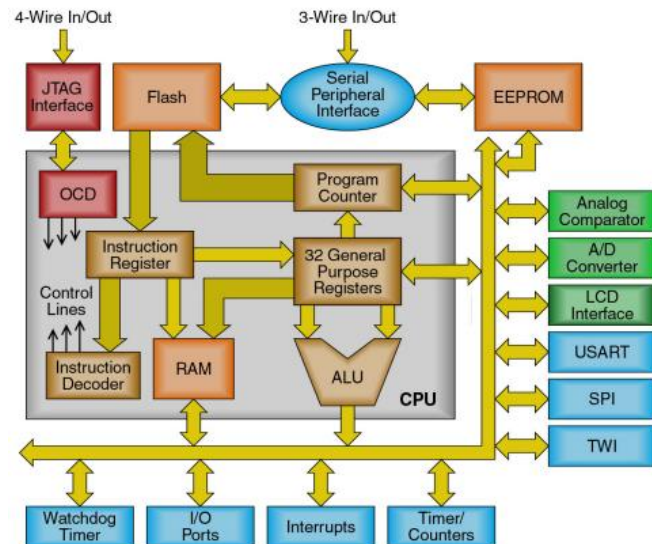 4-Wire In/Out
3-Wire In/Out
JTAG
Interface
Flash
Serial
Peripheral
Interface
EEPROM
OCD
Program
Counter
Analog
Comparator
Instruction
Register
32 General
Purpose
Registers
A/D
Converter
Control
Lines
LCD
Interface
Instruction
Decoder
RAM
ALU
CPU
USART
SPI
TWI
Watchdog
Timer
I/O
Ports
Interrupts
Timer/
Counters